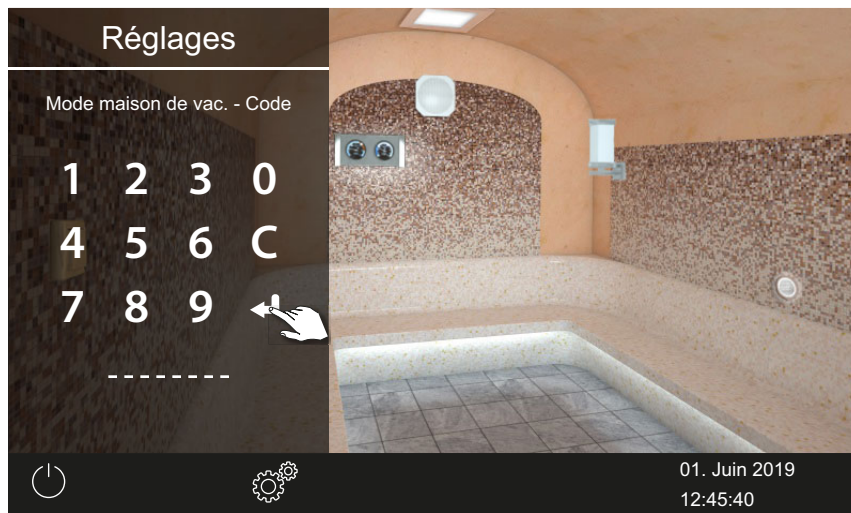 Réglages
Mode maison de vac. - Code
1 2 3 0
4 5 6 C
7 8 9
--------
01. Juin 2019
12:45:40